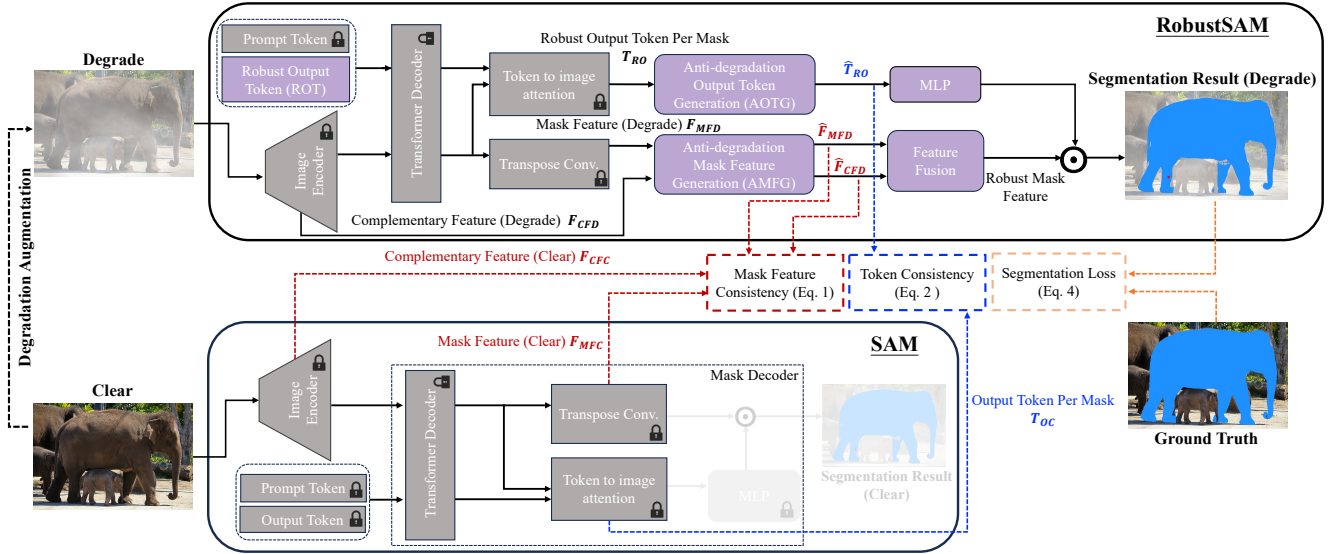 RobustSAM
Degrade
Prompt Token
Robust Output
Token (ROT)
Image
Encoder
Transformer Decoder
Robust Output Token Per Mask
T_RO
Token to image
attention
Anti-degradation
Output Token
Generation (AOTG)
T̂_RO
MLP
Mask Feature (Degrade) F_MFD
Transpose Conv.
Anti-degradation
Mask Feature
Generation (AMFG)
F̂_MFD
F̂_CFD
Feature
Fusion
Robust Mask
Feature
Segmentation Result (Degrade)
Complementary Feature (Degrade) F_CFD
Degradation Augmentation
Complementary Feature (Clear) F_CFC
Mask Feature
Consistency (Eq. 1)
Token Consistency
(Eq. 2 )
Segmentation Loss
(Eq. 4)
Mask Feature (Clear) F_MFC
SAM
Clear
Image
Encoder
Prompt Token
Output Token
Transformer Decoder
Mask Decoder
Transpose Conv.
Token to image
attention
MLP
Segmentation Result
(Clear)
Output Token Per Mask
T_OC
Ground Truth